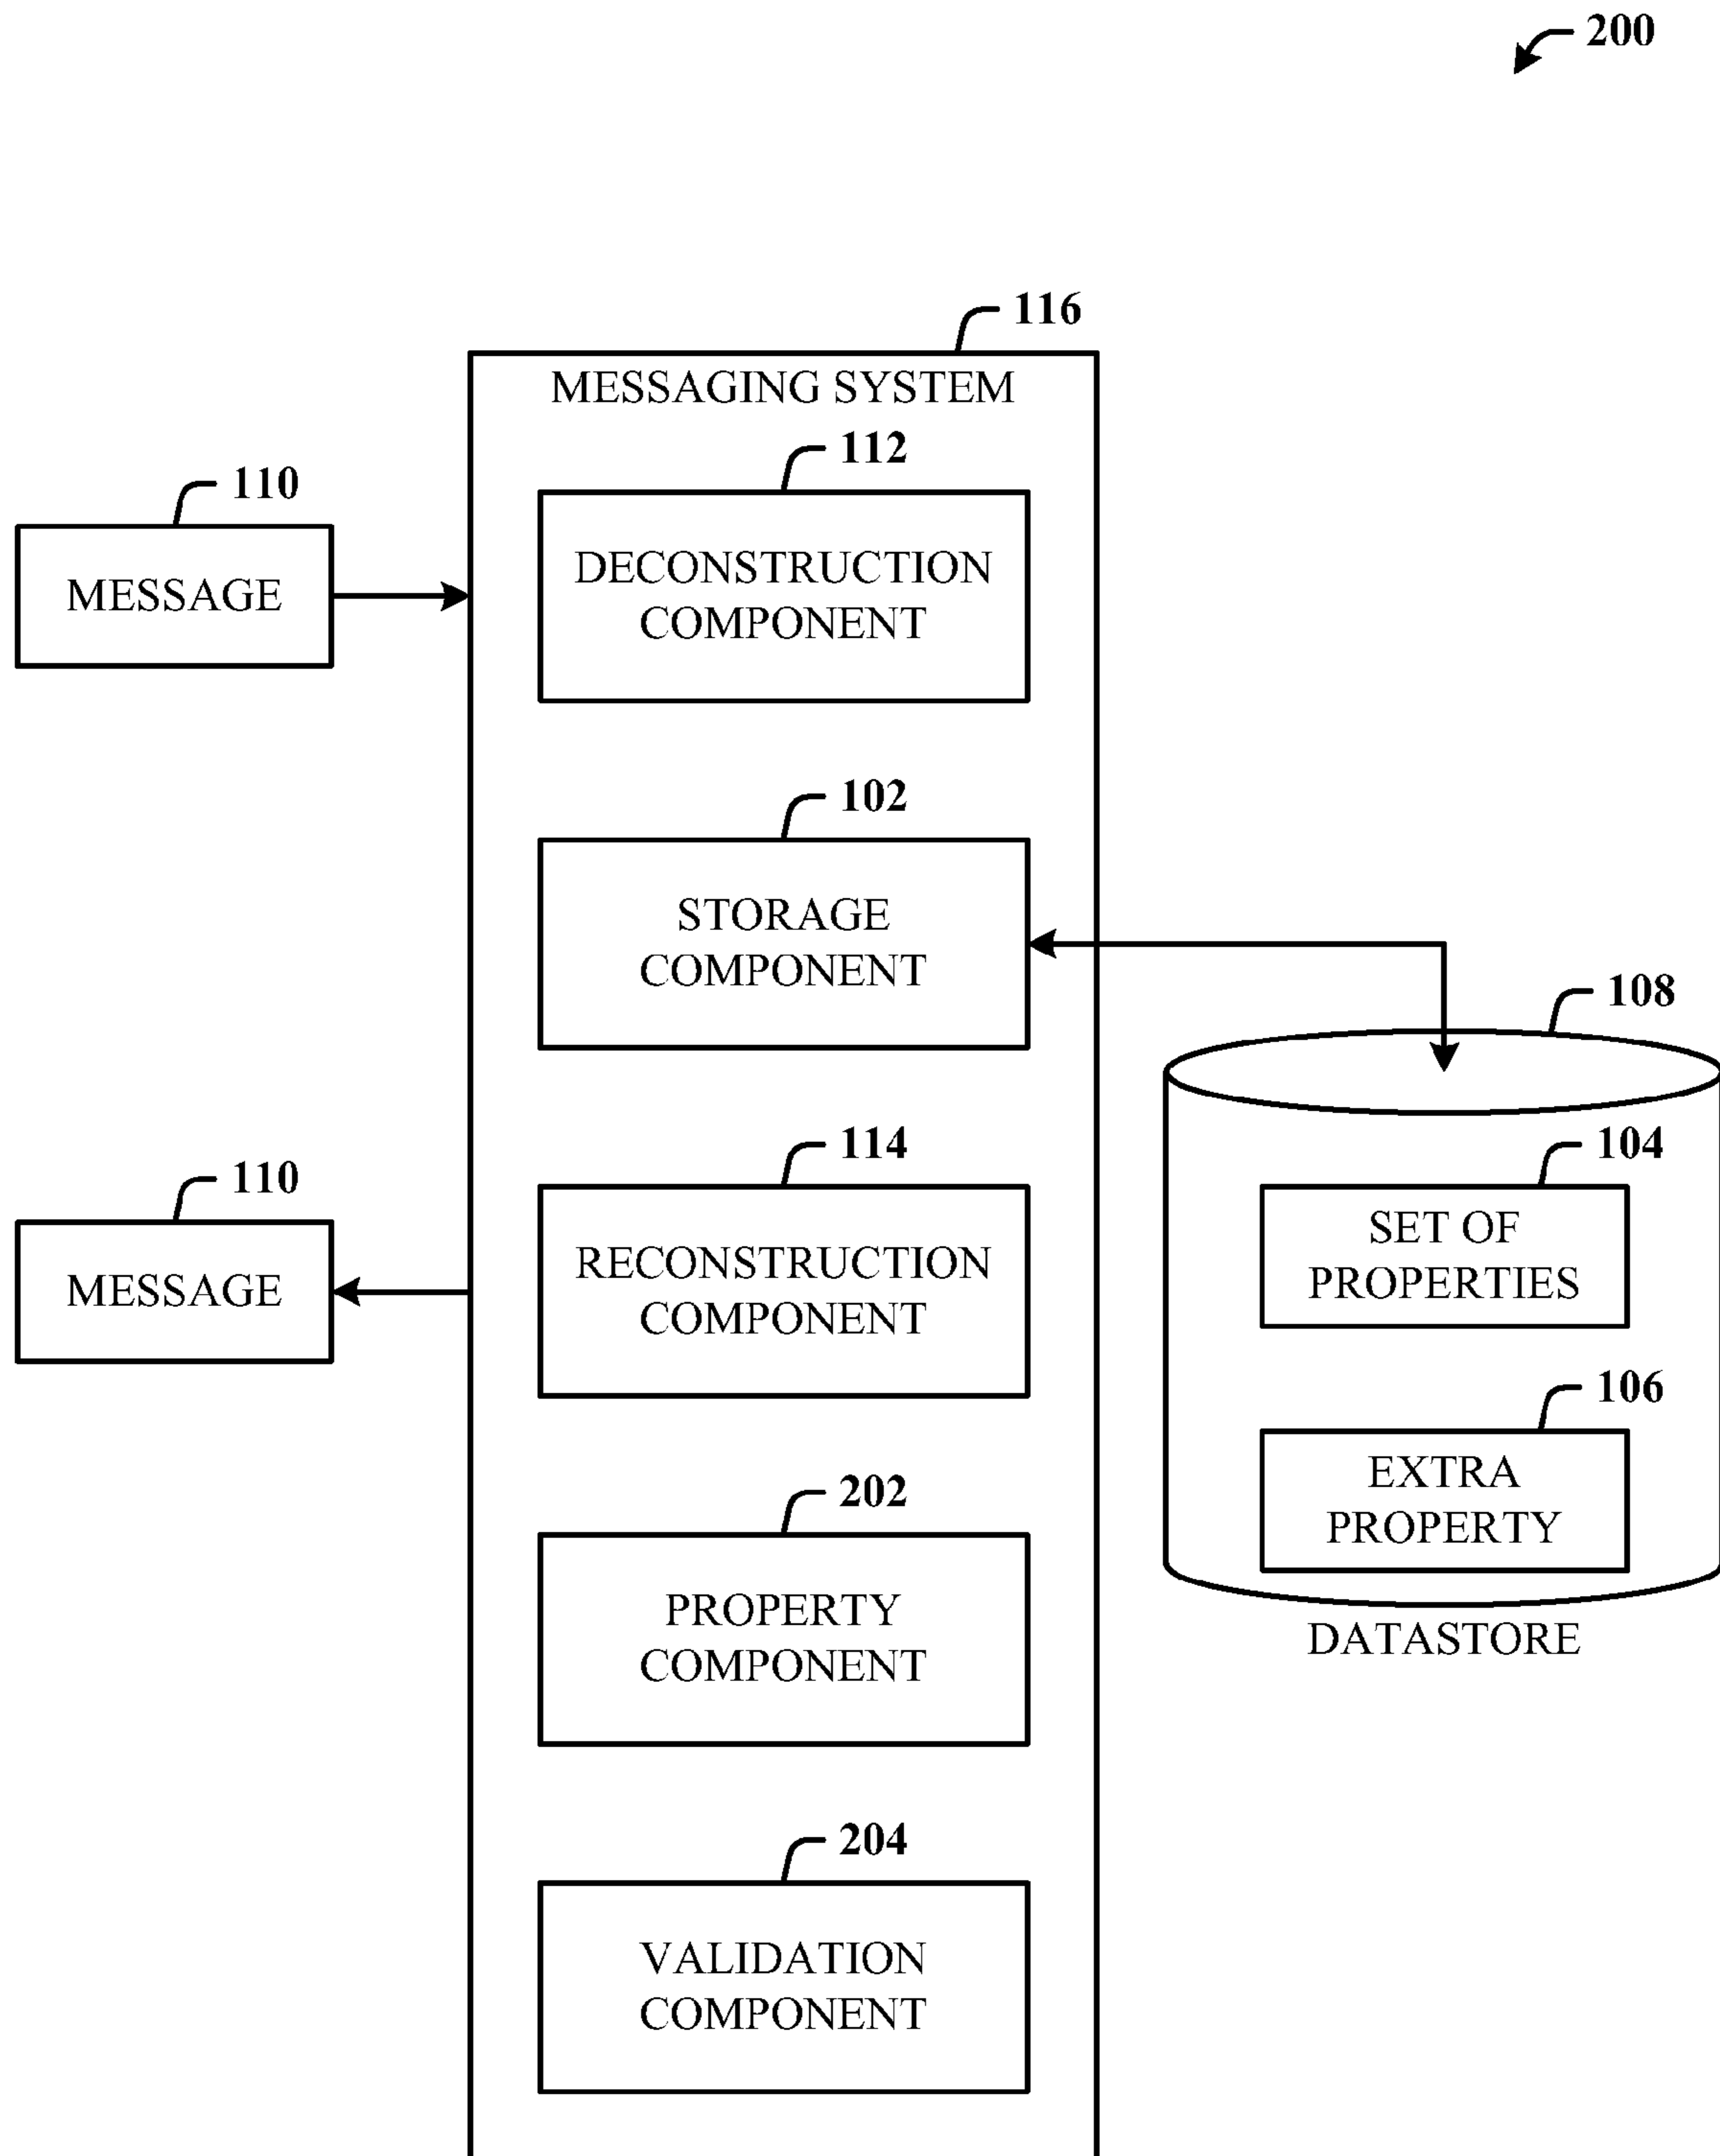 200
116
MESSAGING SYSTEM
112
DECONSTRUCTION
COMPONENT
110
MESSAGE
102
STORAGE
COMPONENT
108
114
RECONSTRUCTION
COMPONENT
110
MESSAGE
104
SET OF
PROPERTIES
106
EXTRA
PROPERTY
DATASTORE
202
PROPERTY
COMPONENT
204
VALIDATION
COMPONENT